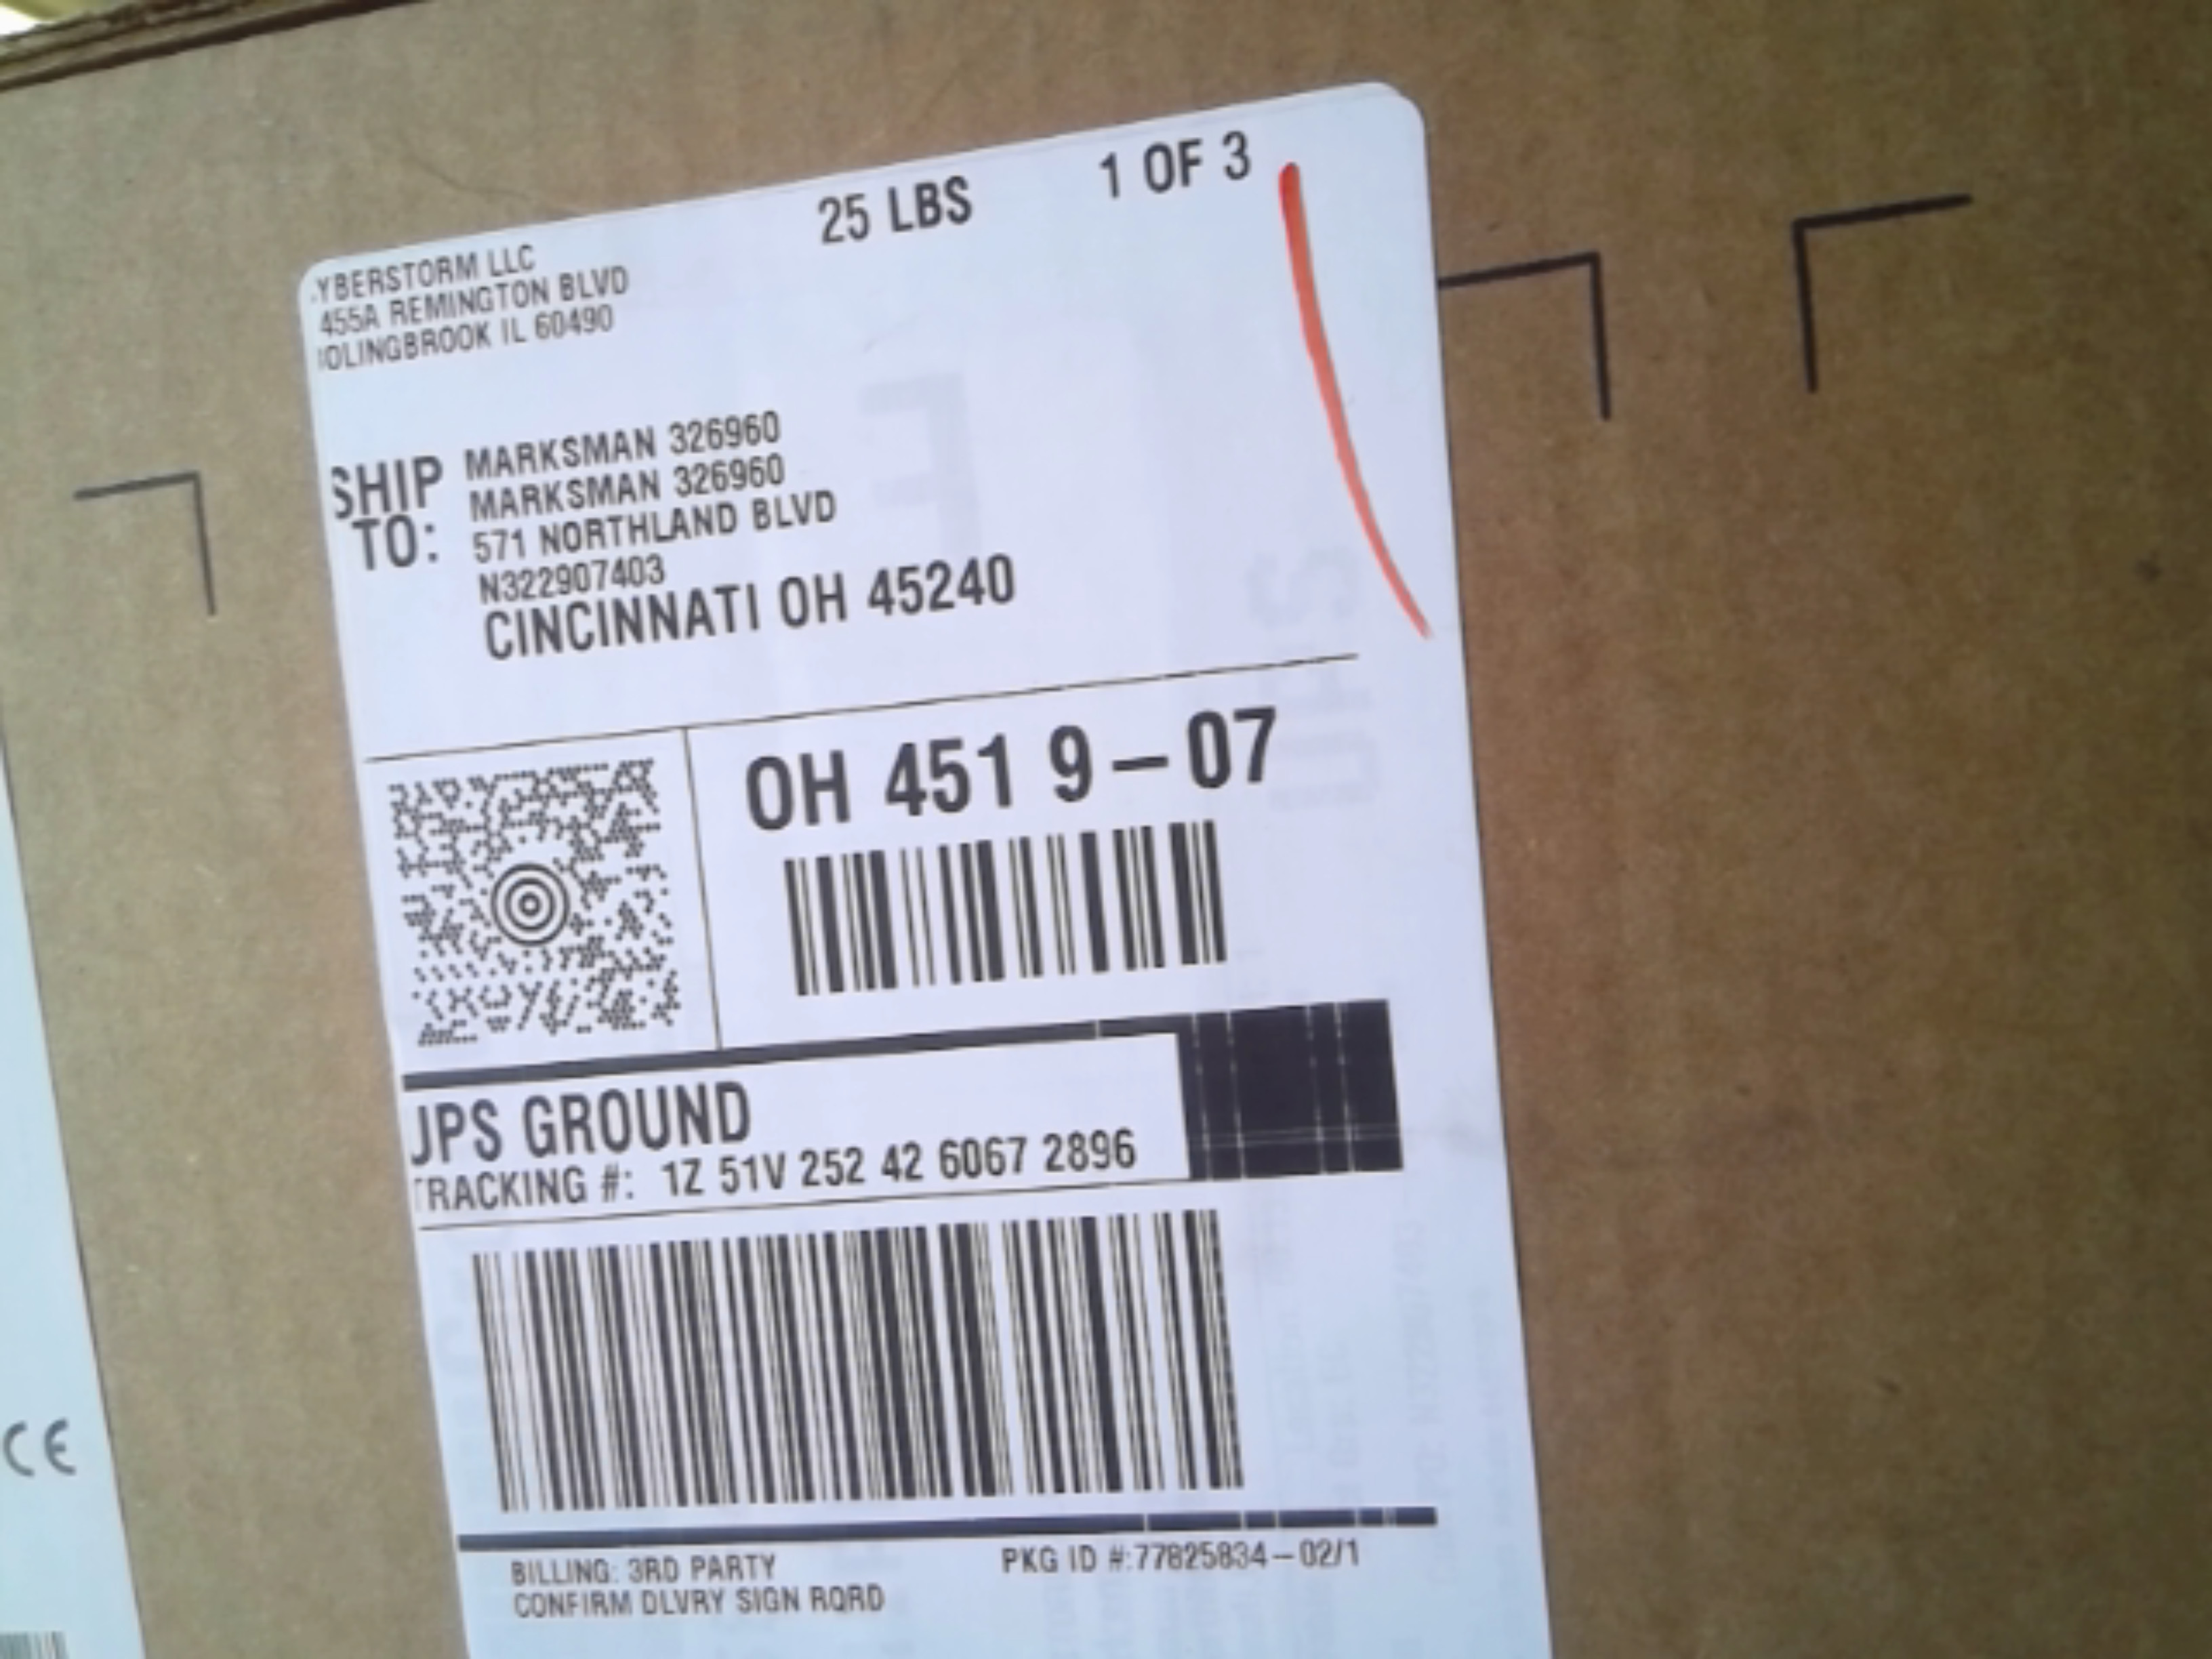 25 LBS 1 OF 3
YBERSTORM LLC
455A REMINGTON BLVD
OLINGBROOK IL 60490
SHIP TO:
MARKSMAN 326960
MARKSMAN 326960
571 NORTHLAND BLVD
N322907403
CINCINNATI OH 45240
OH 451 9-07
UPS GROUND
TRACKING #: 1Z 51V 252 42 6067 2896
BILLING: 3RD PARTY
PKG ID #:77825834-02/1
CONFIRM DLVRY SIGN RQRD
CE